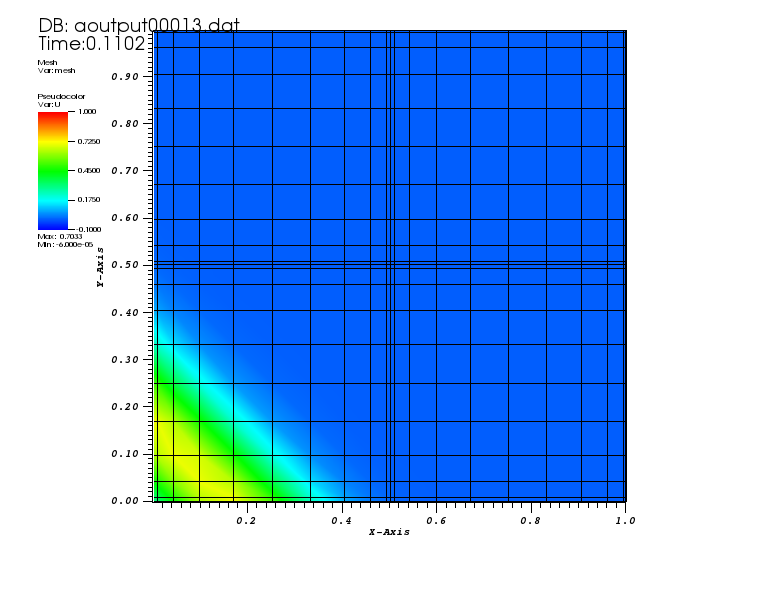 DB: aoutput00013.dat
Time:0.1102
Mesh
Var: mesh
Pseudocolor
Var: U
1.000
0.7250
0.4500
0.1750
-0.1000
Max: 0.7033
Min: -6.000e-05
Y-Axis
0.90
0.80
0.70
0.60
0.50
0.40
0.30
0.20
0.10
0.00
0.2 0.4 0.6 0.8 1.0
X-Axis